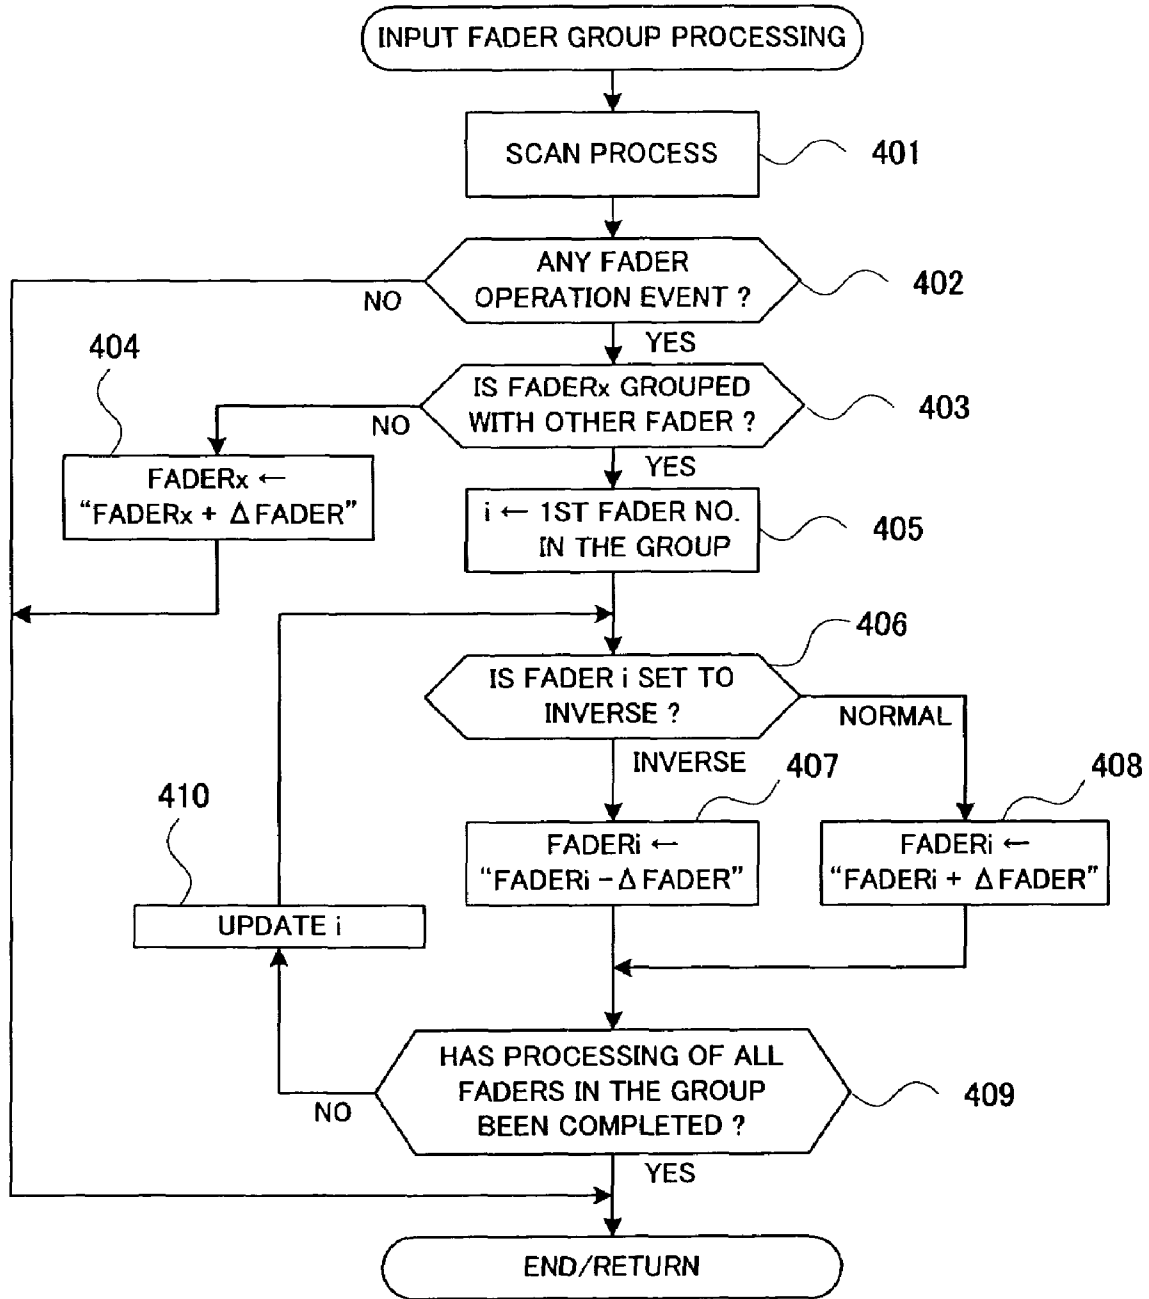 INPUT FADER GROUP PROCESSING
SCAN PROCESS
401
ANY FADER
OPERATION EVENT ?
402
NO
YES
404
IS FADERx GROUPED
WITH OTHER FADER ?
403
NO
YES
FADERx ←
“FADERx + Δ FADER”
i ← 1ST FADER NO.
IN THE GROUP
405
406
IS FADER i SET TO
INVERSE ?
NORMAL
INVERSE
407
408
410
FADERi ←
“FADERi − Δ FADER”
FADERi ←
“FADERi + Δ FADER”
UPDATE i
HAS PROCESSING OF ALL
FADERS IN THE GROUP
BEEN COMPLETED ?
409
NO
YES
END/RETURN